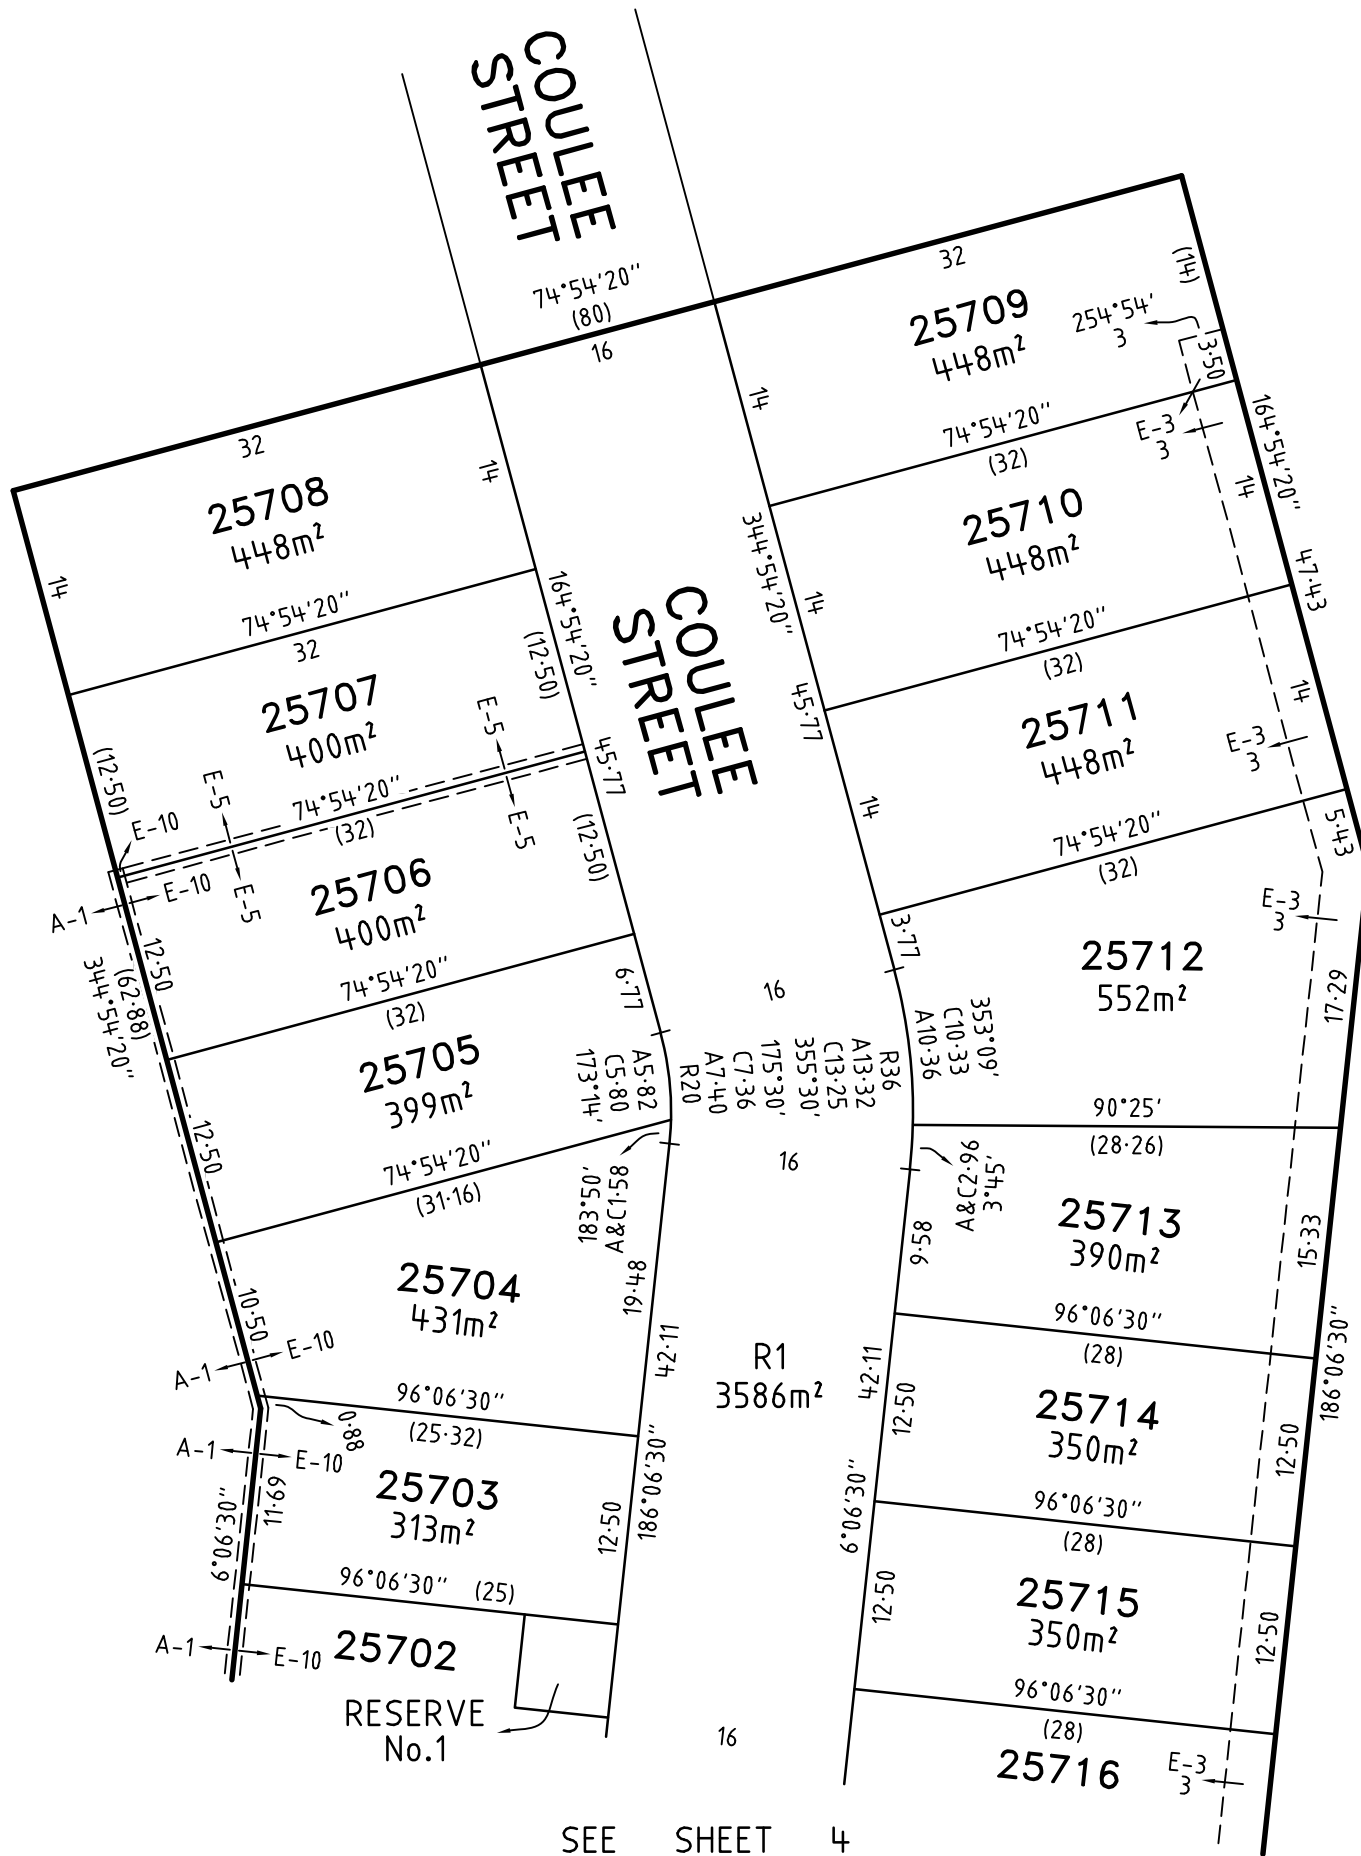 COULEE
STREET
74°54'20"
(80)
16
32
(14)
25709
448m²
254°54'
3
3·50
14
74°54'20"
(32)
E-3
3
164°54'20"
47·43
32
14
25708
448m²
14
74°54'20"
32
344°54'20"
45·77
25710
448m²
14
14
74°54'20"
(32)
164°54'20"
45·77
(12·50)
25707
400m²
(12·50)
COULEE
STREET
E-5
E-5
E-5
E-5
74°54'20"
(32)
25711
448m²
14
14
E-3
3
74°54'20"
(32)
5·43
E-10
A-1
E-10
25706
400m²
(12·50)
12·50
(62·88)
344°54'20"
74°54'20"
(32)
6·77
16
3·77
25712
552m²
E-3
3
17·29
353°09'
C10·33
A10·36
R36
A13·32
C13·25
355°30'
175°30'
C7·36
A7·40
R20
A5·82
C5·80
173°14'
25705
399m²
12·50
74°54'20"
(31·16)
16
90°25'
(28·26)
183°50'
A&C1·58
A&C2·96
3°45'
25704
431m²
10·50
19·48
42·11
E-10
A-1
9·58
25713
390m²
15·33
96°06'30"
(28)
186°06'30"
R1
3586m²
42·11
96°06'30"
(25·32)
0·88
A-1
E-10
12·50
25714
350m²
12·50
25703
313m²
11·69
9°06'30"
12·50
186°06'30"
6°06'30"
96°06'30"
(28)
96°06'30" (25)
12·50
25715
350m²
12·50
A-1
E-10
25702
RESERVE
No.1
16
96°06'30"
(28)
25716
E-3
3
SEE SHEET 4